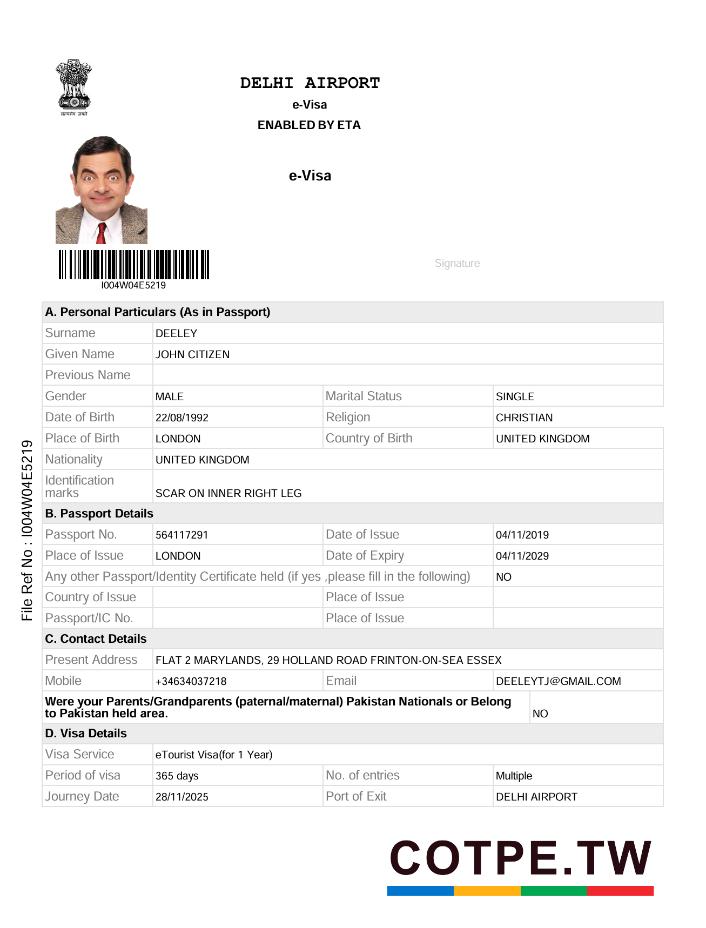 DELHI AIRPORT
e-Visa
ENABLED BY ETA
e-Visa
Signature
I004W04E5219
File Ref No : I004W04E5219
A. Personal Particulars (As in Passport)
Surname DEELEY
Given Name JOHN CITIZEN
Previous Name
Gender MALE Marital Status SINGLE
Date of Birth 22/08/1992 Religion CHRISTIAN
Place of Birth LONDON Country of Birth UNITED KINGDOM
Nationality UNITED KINGDOM
Identification
marks SCAR ON INNER RIGHT LEG
B. Passport Details
Passport No. 564117291 Date of Issue 04/11/2019
Place of Issue LONDON Date of Expiry 04/11/2029
Any other Passport/Identity Certificate held (if yes ,please fill in the following) NO
Country of Issue Place of Issue
Passport/IC No. Place of Issue
C. Contact Details
Present Address FLAT 2 MARYLANDS, 29 HOLLAND ROAD FRINTON-ON-SEA ESSEX
Mobile +34634037218 Email DEELEYTJ@GMAIL.COM
Were your Parents/Grandparents (paternal/maternal) Pakistan Nationals or Belong
to Pakistan held area. NO
D. Visa Details
Visa Service eTourist Visa(for 1 Year)
Period of visa 365 days No. of entries Multiple
Journey Date 28/11/2025 Port of Exit DELHI AIRPORT
COTPE.TW